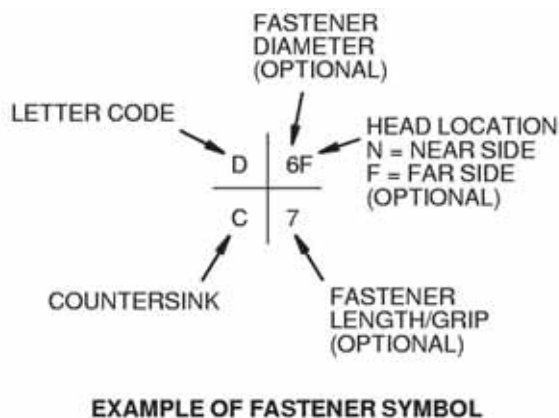 FASTENER
DIAMETER
(OPTIONAL)
LETTER CODE
HEAD LOCATION
N = NEAR SIDE
F = FAR SIDE
(OPTIONAL)
D 6F
C 7
COUNTERSINK
FASTENER
LENGTH/GRIP
(OPTIONAL)
EXAMPLE OF FASTENER SYMBOL